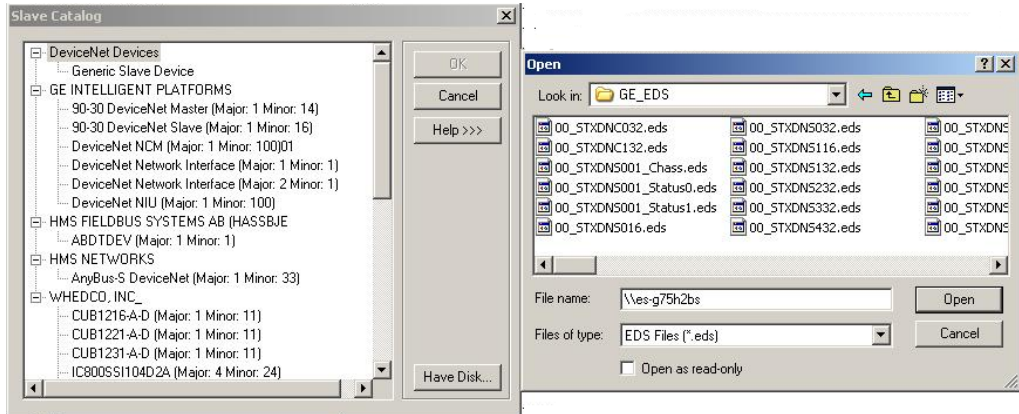 Slave Catalog
DeviceNet Devices
Generic Slave Device
GE INTELLIGENT PLATFORMS
90-30 DeviceNet Master (Major: 1 Minor: 14)
90-30 DeviceNet Slave (Major: 1 Minor: 16)
DeviceNet NCM (Major: 1 Minor: 100)01
DeviceNet Network Interface (Major: 1 Minor: 1)
DeviceNet Network Interface (Major: 2 Minor: 1)
DeviceNet NIU (Major: 1 Minor: 100)
HMS FIELDBUS SYSTEMS AB (HASSBJE
ABDTDEV (Major: 1 Minor: 1)
HMS NETWORKS
AnyBus-S DeviceNet (Major: 1 Minor: 33)
WHEDCO, INC_
CUB1216-A-D (Major: 1 Minor: 11)
CUB1221-A-D (Major: 1 Minor: 11)
CUB1231-A-D (Major: 1 Minor: 11)
IC800SSI104D2A (Major: 4 Minor: 24)
OK
Cancel
Help >>>
Have Disk...
Open
Look in: GE_EDS
00_STXDNC032.eds
00_STXDNC132.eds
00_STXDNS001_Chass.eds
00_STXDNS001_Status0.eds
00_STXDNS001_Status1.eds
00_STXDNS016.eds
00_STXDNS032.eds
00_STXDNS116.eds
00_STXDNS132.eds
00_STXDNS232.eds
00_STXDNS332.eds
00_STXDNS432.eds
00_STXDNS
00_STXDNS
00_STXDNS
00_STXDNS
00_STXDNS
00_STXDNS
File name: \\es-g75h2bs
Open
Files of type: EDS Files (*.eds)
Cancel
Open as read-only